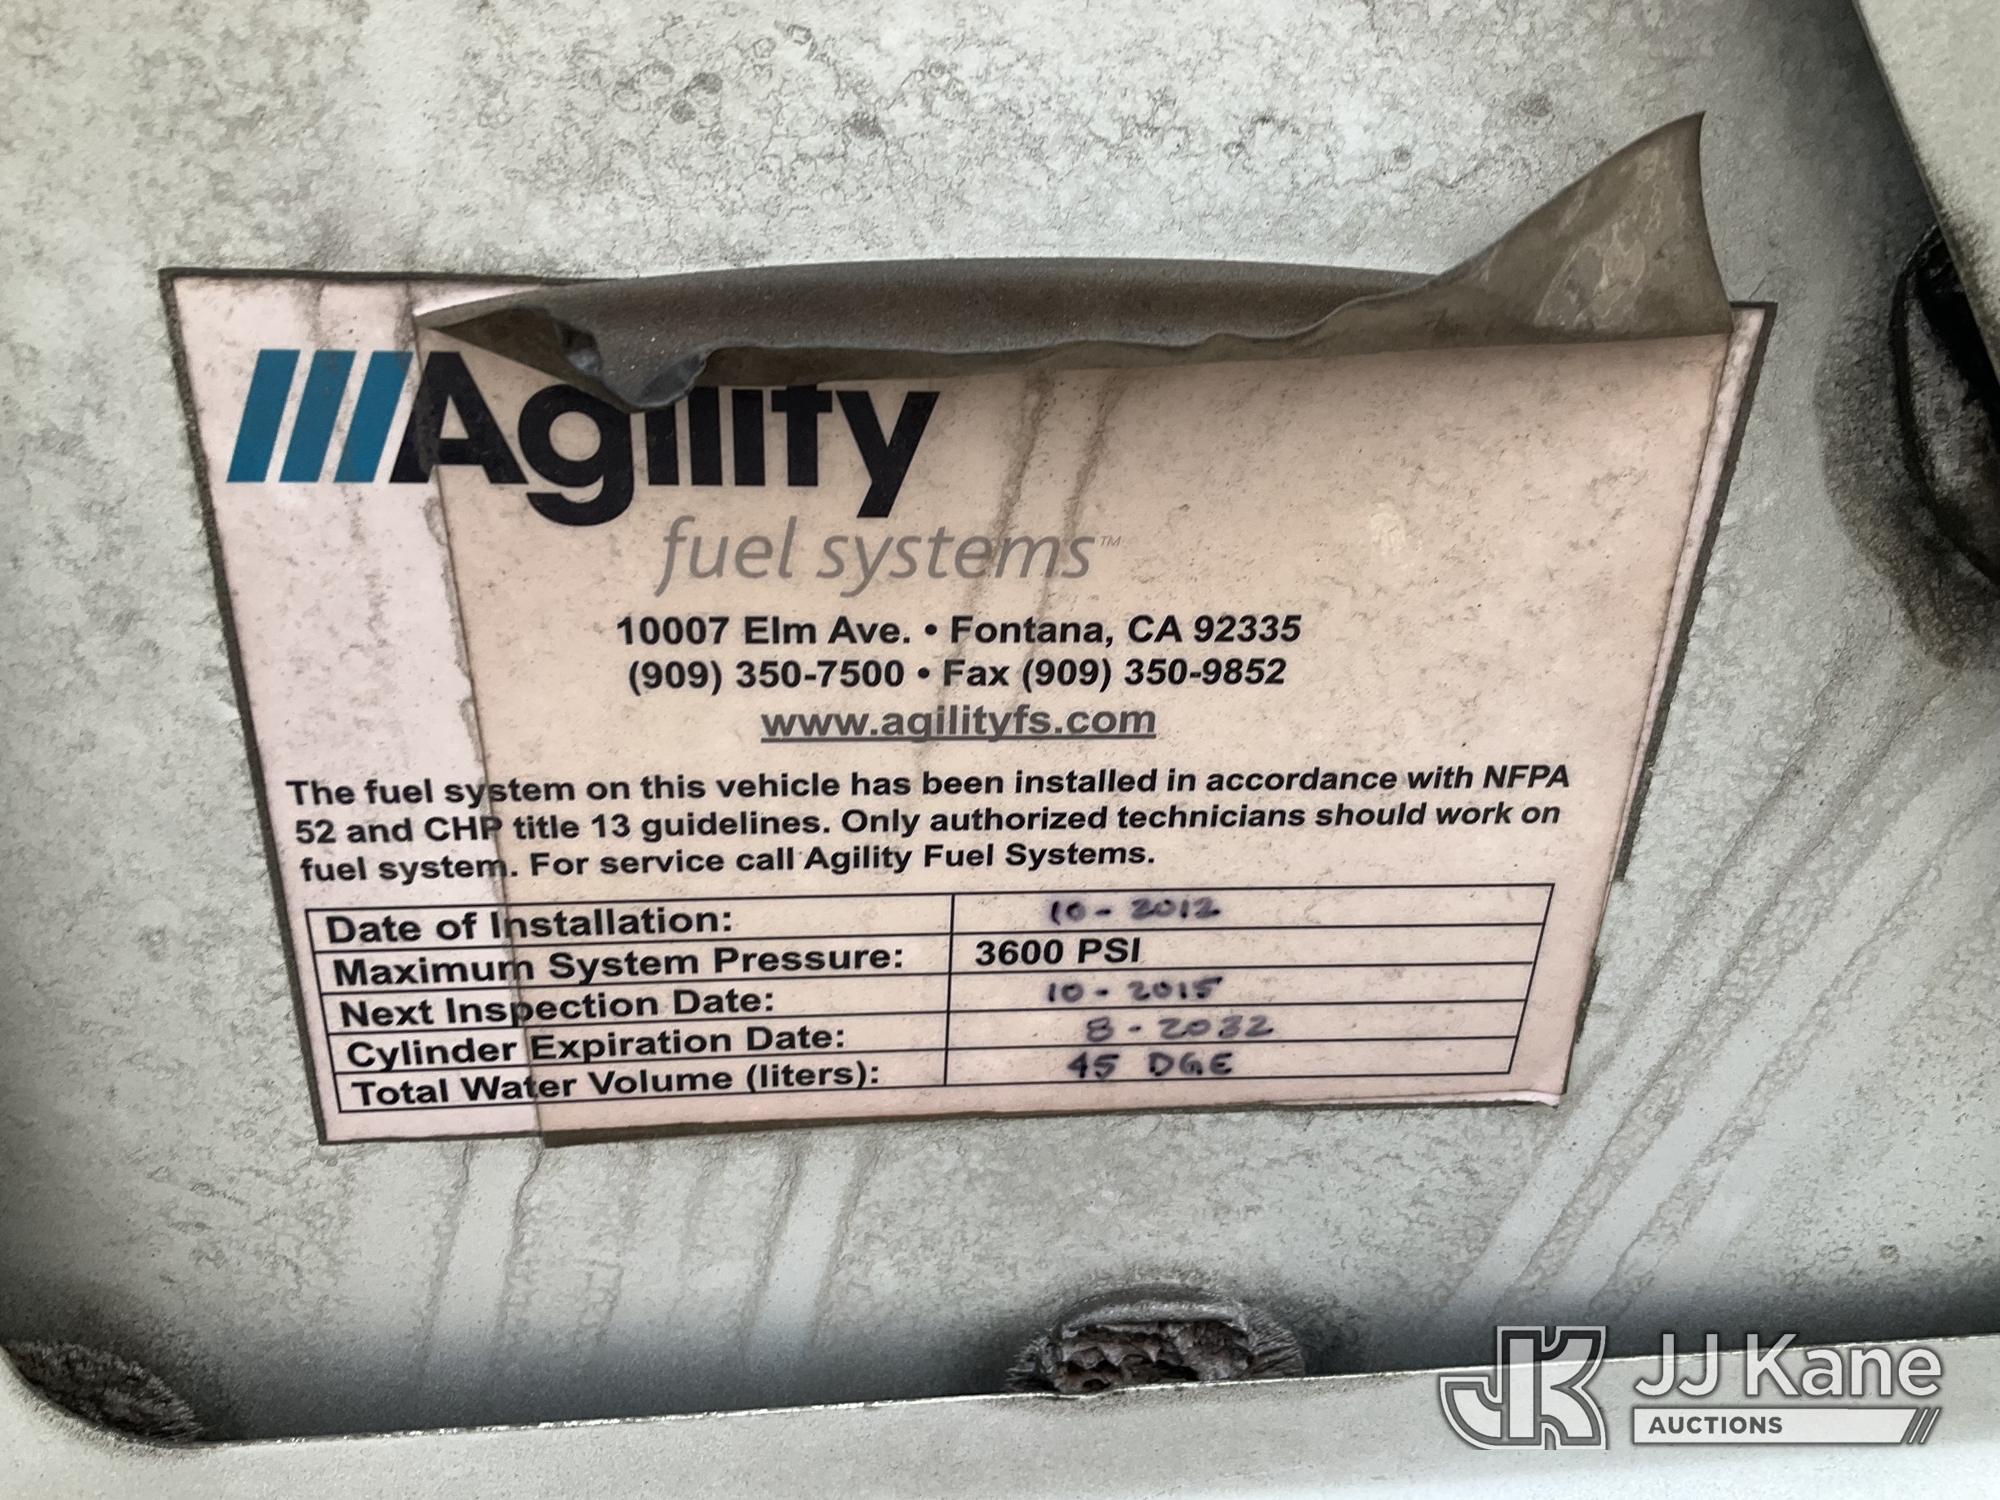 Agility
fuel systems™
10007 Elm Ave. • Fontana, CA 92335
(909) 350-7500 • Fax (909) 350-9852
www.agilityfs.com
The fuel system on this vehicle has been installed in accordance with NFPA
52 and CHP title 13 guidelines. Only authorized technicians should work on
fuel system. For service call Agility Fuel Systems.
Date of Installation: 10-2012
Maximum System Pressure: 3600 PSI
Next Inspection Date: 10-2015
Cylinder Expiration Date: 8-2032
Total Water Volume (liters): 45 DGE
JK JJ Kane
AUCTIONS